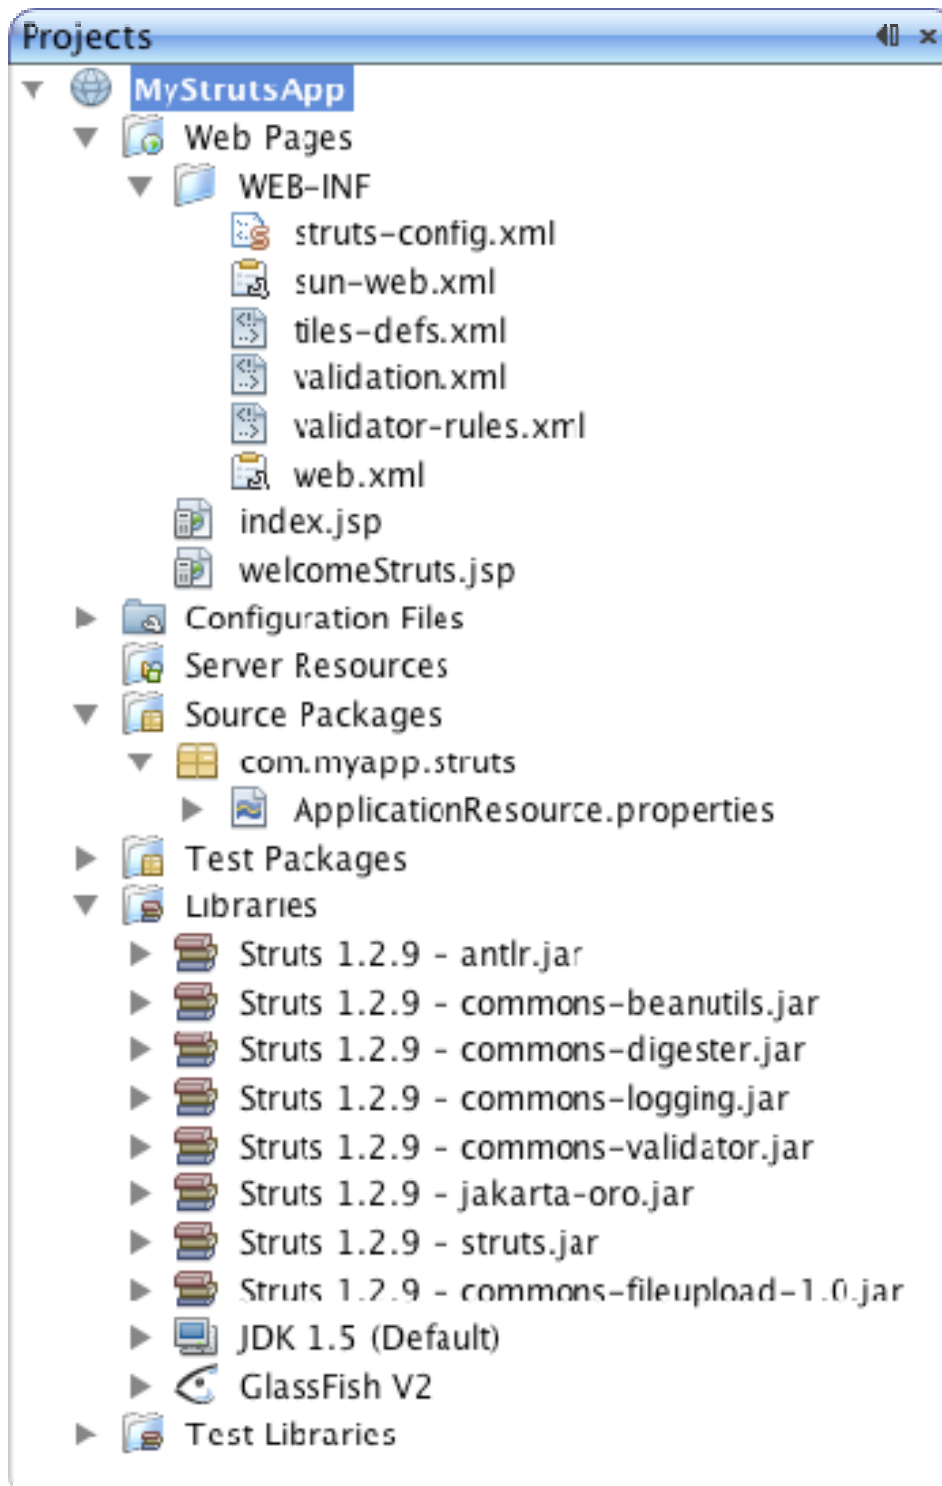 Projects
MyStrutsApp
Web Pages
WEB-INF
struts-config.xml
sun-web.xml
tiles-defs.xml
validation.xml
validator-rules.xml
web.xml
index.jsp
welcomeStruts.jsp
Configuration Files
Server Resources
Source Packages
com.myapp.struts
ApplicationResource.properties
Test Packages
Libraries
Struts 1.2.9 - antlr.jar
Struts 1.2.9 - commons-beanutils.jar
Struts 1.2.9 - commons-digester.jar
Struts 1.2.9 - commons-logging.jar
Struts 1.2.9 - commons-validator.jar
Struts 1.2.9 - jakarta-oro.jar
Struts 1.2.9 - struts.jar
Struts 1.2.9 - commons-fileupload-1.0.jar
JDK 1.5 (Default)
GlassFish V2
Test Libraries